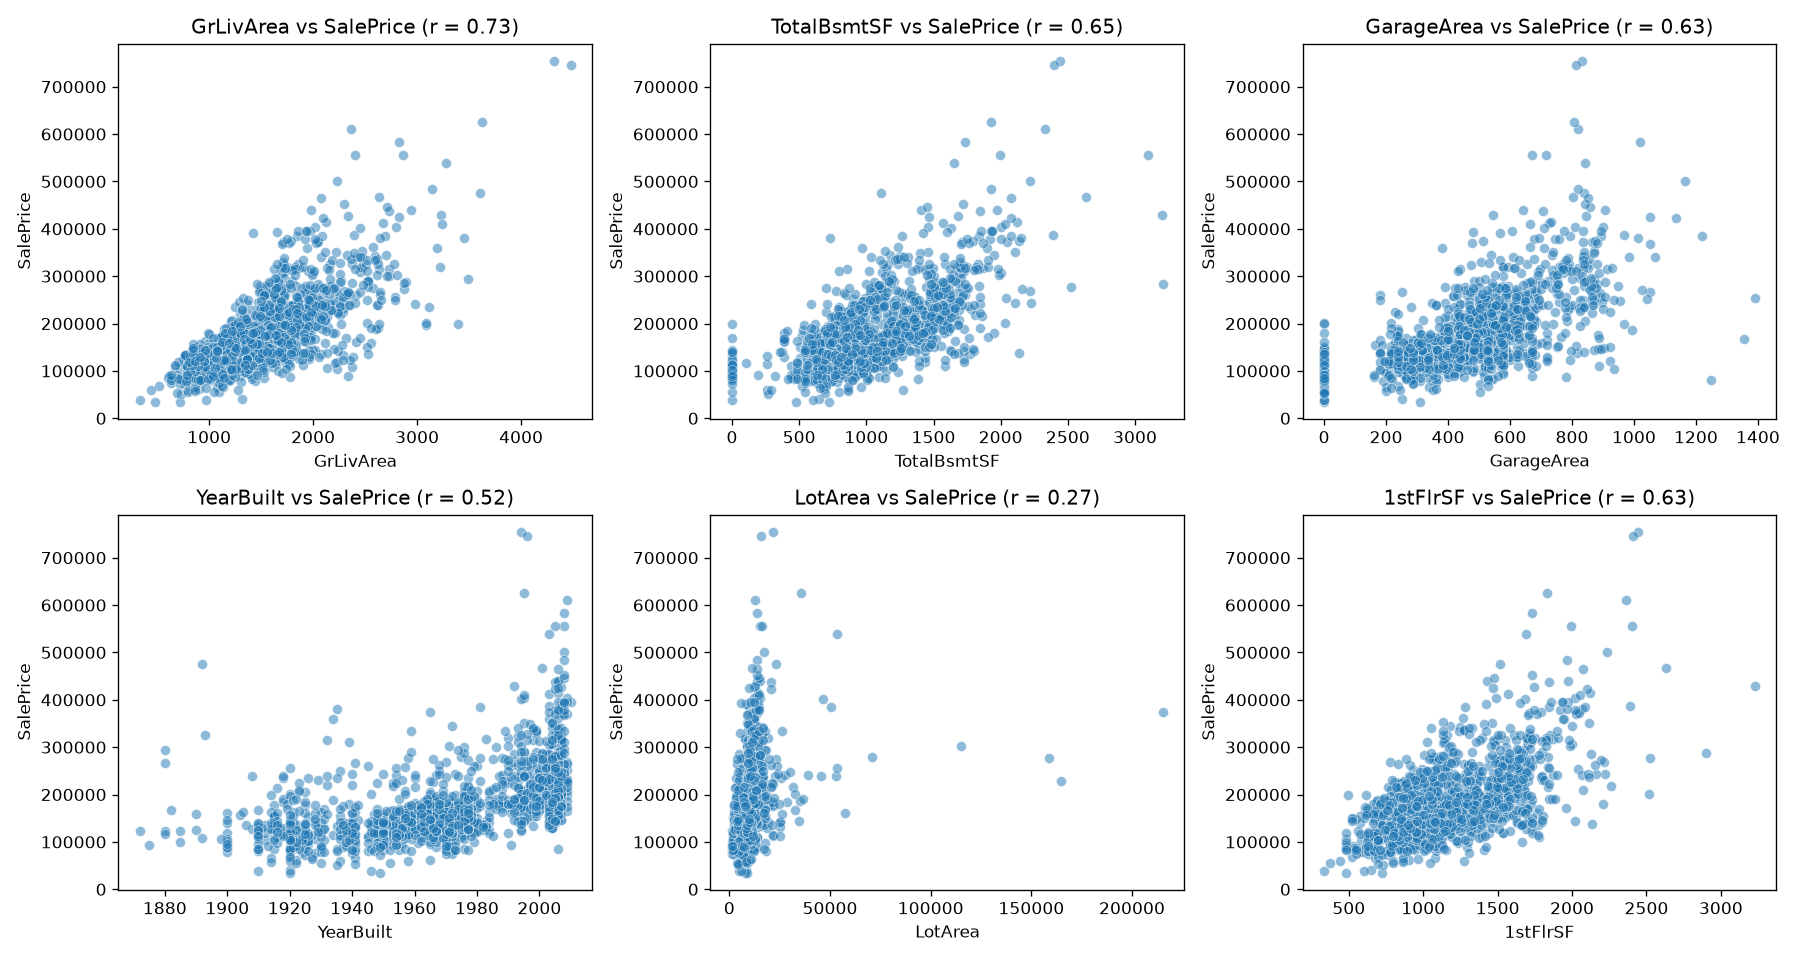 GrLivArea vs SalePrice (r = 0.73)
700000
600000
500000
400000
300000
200000
100000
0
SalePrice
1000 2000 3000 4000
GrLivArea
TotalBsmtSF vs SalePrice (r = 0.65)
700000
600000
500000
400000
300000
200000
100000
0
SalePrice
0 500 1000 1500 2000 2500 3000
TotalBsmtSF
GarageArea vs SalePrice (r = 0.63)
700000
600000
500000
400000
300000
200000
100000
0
SalePrice
0 200 400 600 800 1000 1200 1400
GarageArea
YearBuilt vs SalePrice (r = 0.52)
700000
600000
500000
400000
300000
200000
100000
0
SalePrice
1880 1900 1920 1940 1960 1980 2000
YearBuilt
LotArea vs SalePrice (r = 0.27)
700000
600000
500000
400000
300000
200000
100000
0
SalePrice
0 50000 100000 150000 200000
LotArea
1stFlrSF vs SalePrice (r = 0.63)
700000
600000
500000
400000
300000
200000
100000
0
SalePrice
500 1000 1500 2000 2500 3000
1stFlrSF